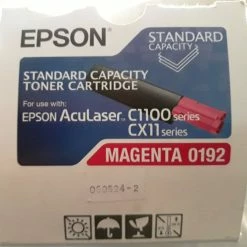 EPSON
STANDARD
CAPACITY
STANDARD CAPACITY
TONER CARTRIDGE
For use with:
EPSON AcuLaser C1100 series
CX11 series
MAGENTA 0192
050524-2